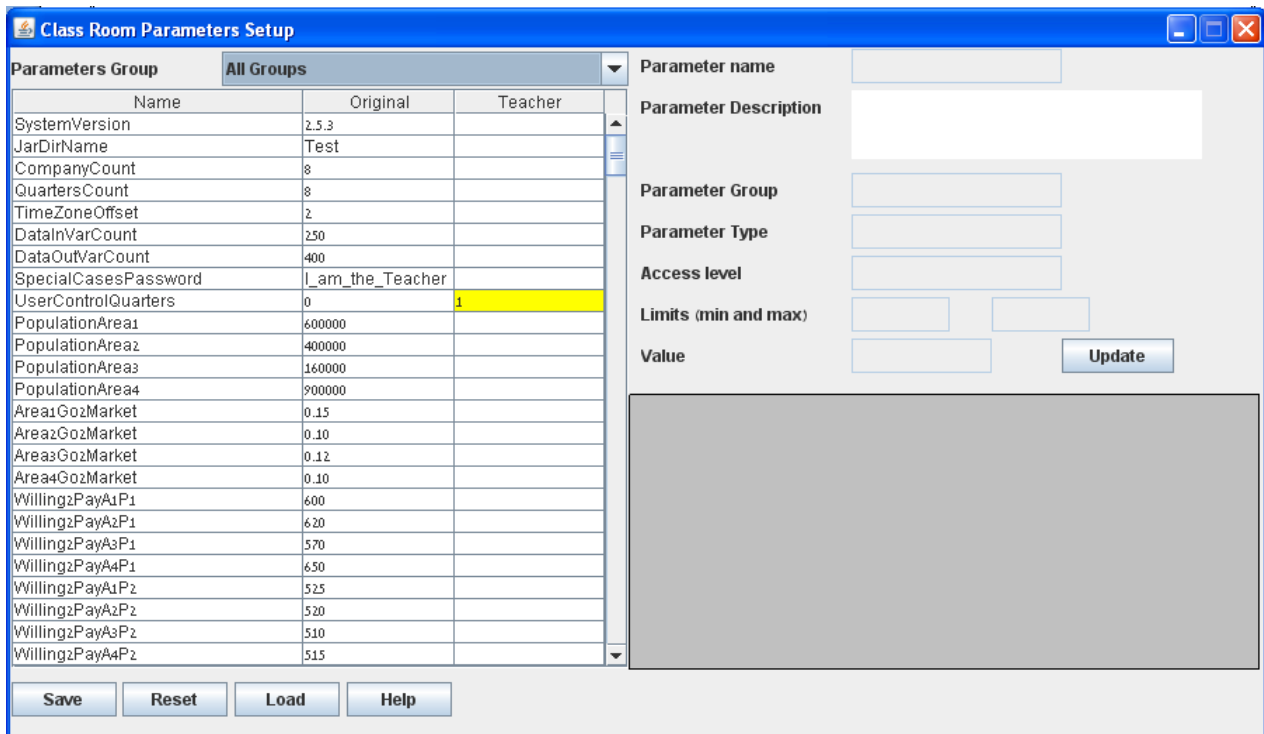 Class Room Parameters Setup
Parameters Group All Groups
Name Original Teacher
SystemVersion 2.5.3
JarDirName Test
CompanyCount 8
QuartersCount 8
TimeZoneOffset 2
DataInVarCount 250
DataOutVarCount 400
SpecialCasesPassword I_am_the_Teacher
UserControlQuarters 0 1
PopulationArea1 600000
PopulationArea2 400000
PopulationArea3 160000
PopulationArea4 900000
Area1Go2Market 0.15
Area2Go2Market 0.10
Area3Go2Market 0.12
Area4Go2Market 0.10
Willing2PayA1P1 600
Willing2PayA2P1 620
Willing2PayA3P1 570
Willing2PayA4P1 650
Willing2PayA1P2 525
Willing2PayA2P2 520
Willing2PayA3P2 510
Willing2PayA4P2 515
Save Reset Load Help
Parameter name
Parameter Description
Parameter Group
Parameter Type
Access level
Limits (min and max)
Value Update